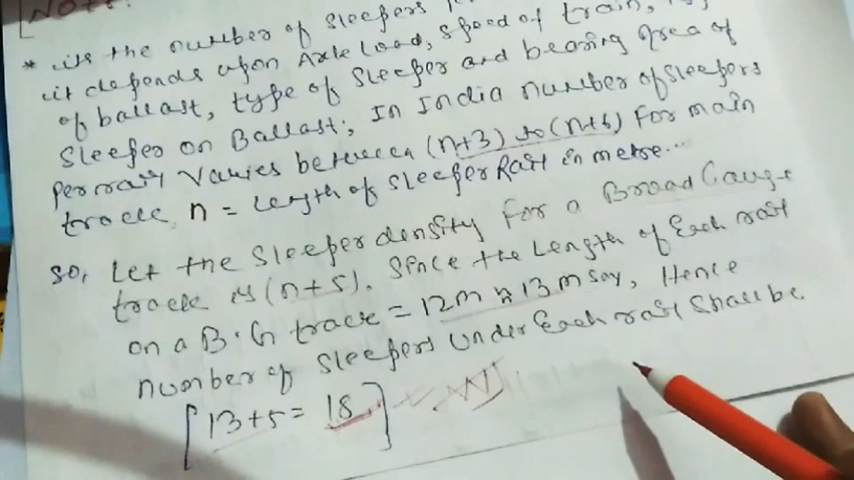 [NOTE:
* it is the number of sleepers
it depends upon Axle load, speed of train,
of ballast, type of Sleeper and bearing area of
Sleeper on Ballast; In India number of sleepers
per rail varies between (n+3) to (n+6) For main
track, n = length of sleeper Rail in metre...
so, Let the sleeper density for a Broad Gauge
track is (n+5). Since the Length of Each rail
on a B.G track = 12m ≈ 13m say, Hence
number of sleepers under Each rail shall be
[13+5= 18]